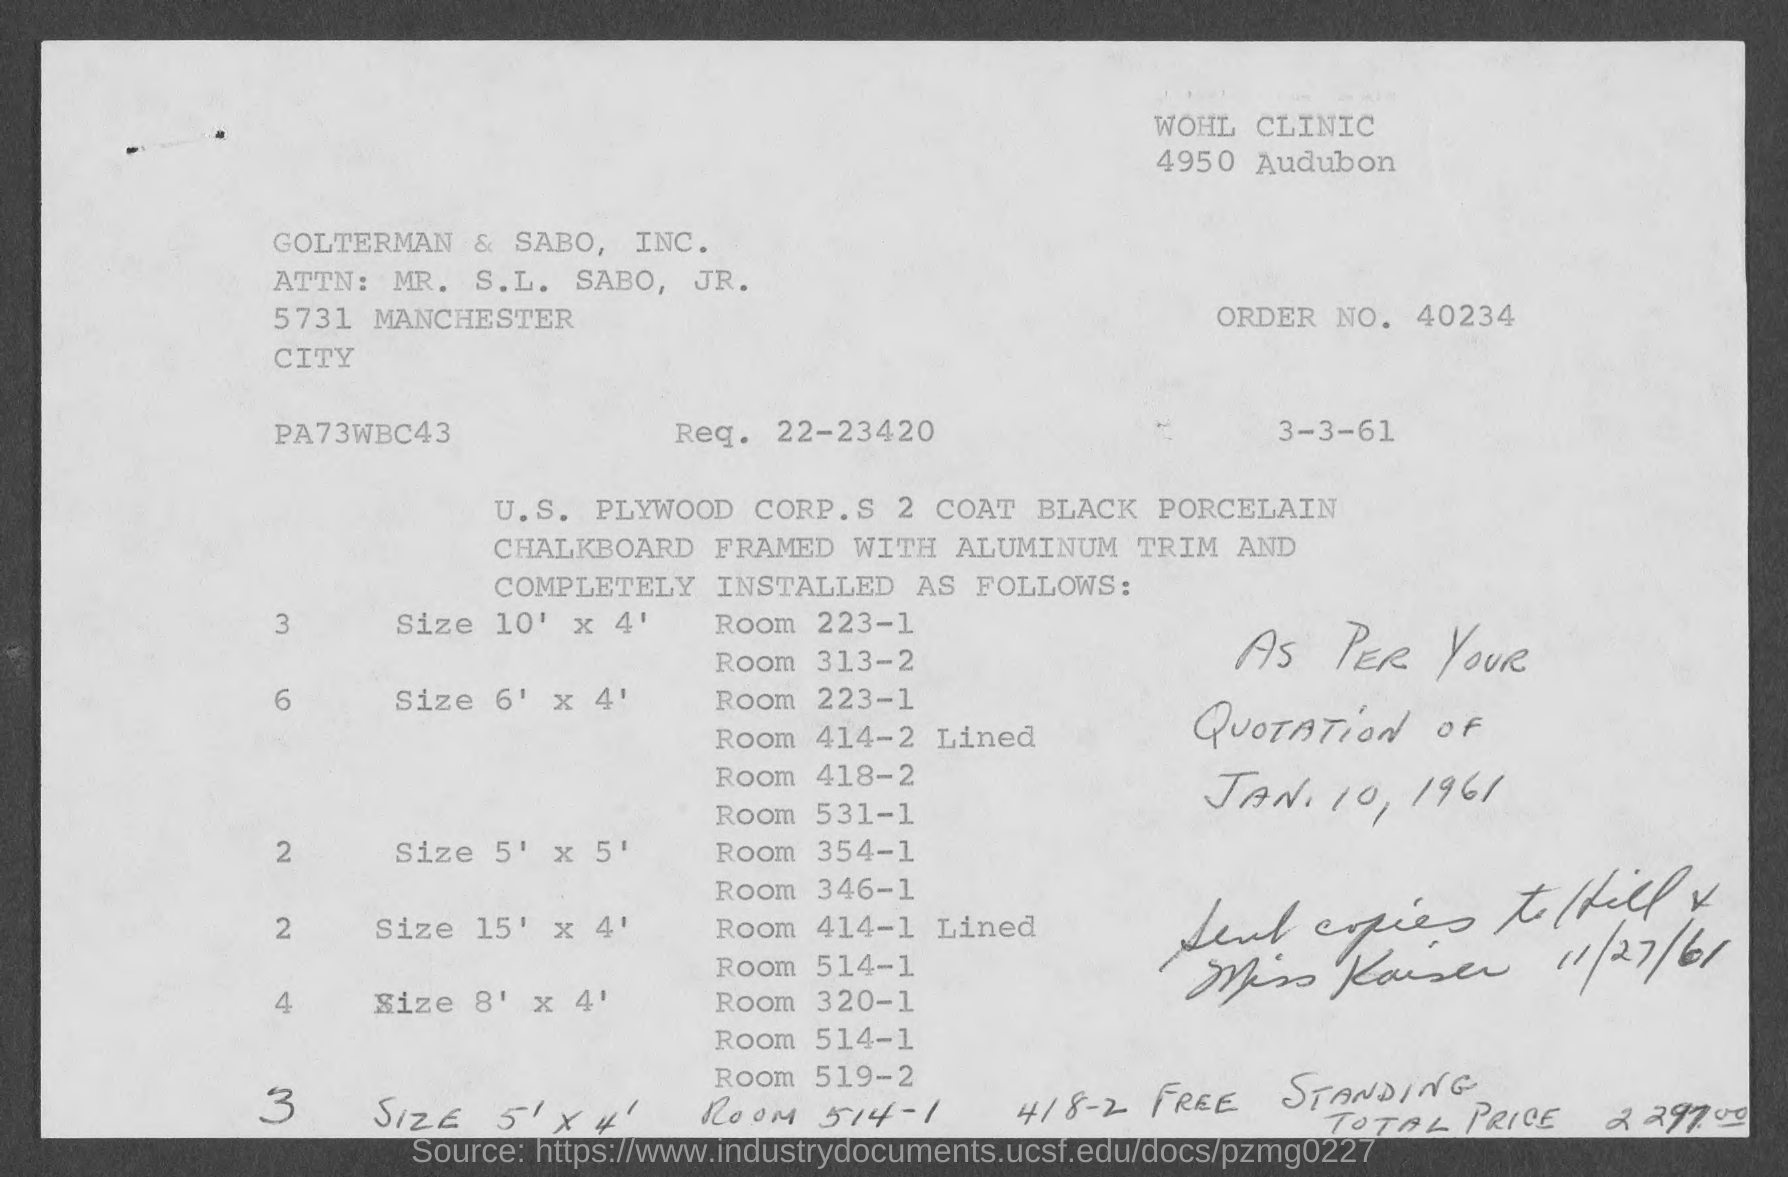 WOHL CLINIC
4950 Audubon
GOLTERMAN & SABO, INC.
ATTN: MR. S.L. SABO, JR.
5731 MANCHESTER
ORDER NO. 40234
CITY
PA73WBC43 Req. 22-23420 3-3-61
U.S. PLYWOOD CORP.S 2 COAT BLACK PORCELAIN
CHALKBOARD FRAMED WITH ALUMINUM TRIM AND
COMPLETELY INSTALLED AS FOLLOWS:
3 Size 10' x 4' Room 223-1
Room 313-2
6 Size 6' x 4' Room 223-1
Room 414-2 Lined
Room 418-2
Room 531-1
2 Size 5' x 5' Room 354-1
Room 346-1
2 Size 15' x 4' Room 414-1 Lined
Room 514-1
4 Size 8' x 4' Room 320-1
Room 514-1
Room 519-2
3 SIZE 5' x 4' ROOM 514-1 418-2 FREE STANDING
TOTAL PRICE 2297.00
AS PER YOUR
QUOTATION OF
JAN. 10, 1961
Sent copies to Hill &
Miss Kaiser 11/27/61
Source: https://www.industrydocuments.ucsf.edu/docs/pzmg0227